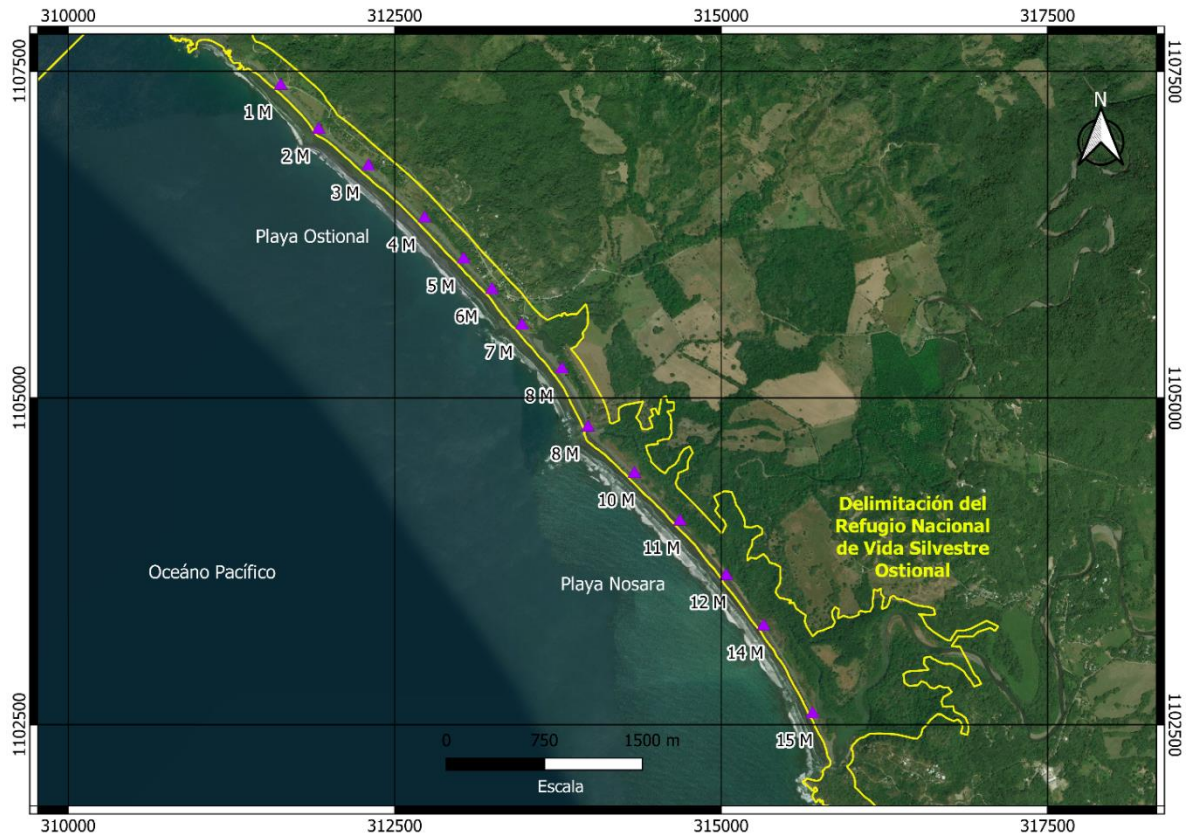 310000 312500 315000 317500
1107500 1107500
N
1 M
2 M
3 M
Playa Ostional
4 M
5 M
6M
7 M
8 M
1105000 1105000
8 M
10 M
Delimitación del
Refugio Nacional
de Vida Silvestre
Ostional
11 M
Oceáno Pacífico
Playa Nosara
12 M
14 M
1102500 1102500
15 M
0 750 1500 m
Escala
310000 312500 315000 317500